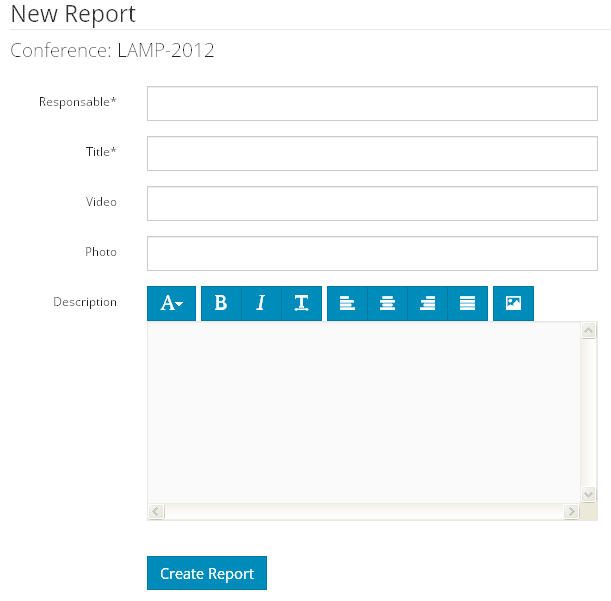 New Report
Conference: LAMP-2012
Responsable*
Title*
Video
Photo
Description
A B I T
Create Report